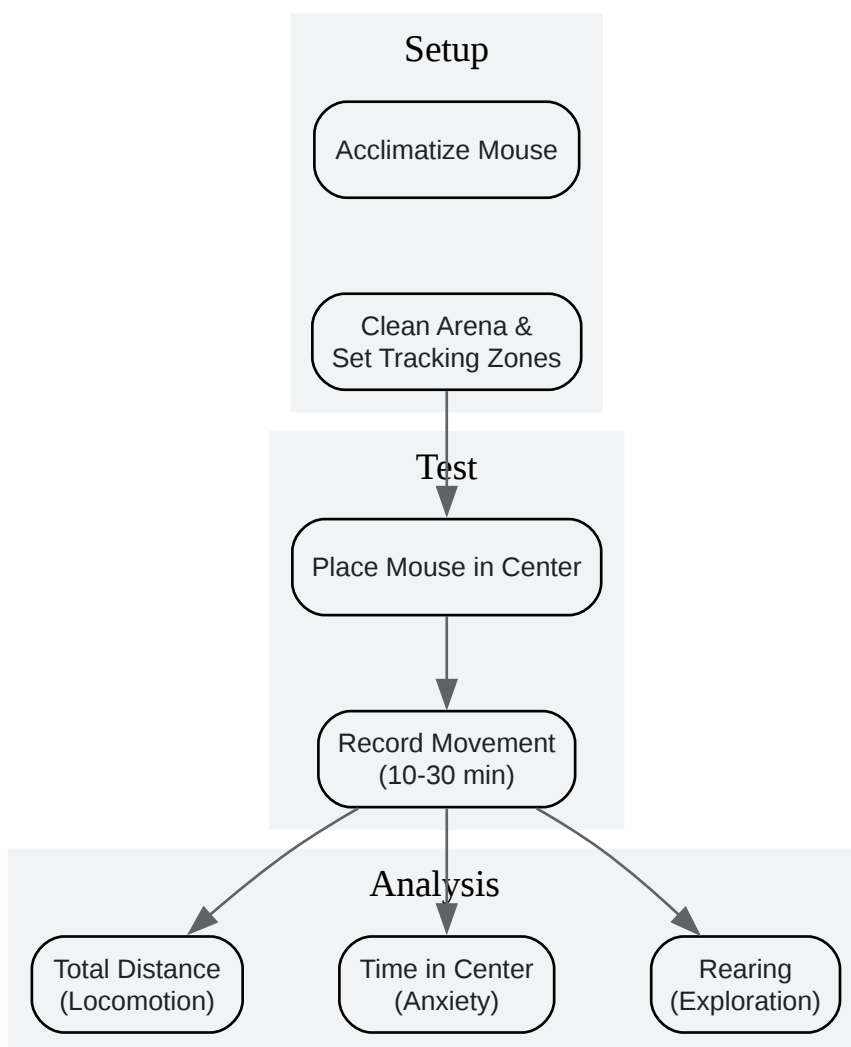 Setup
Acclimatize Mouse
Clean Arena &
Set Tracking Zones
Test
Place Mouse in Center
Record Movement
(10-30 min)
Analysis
Total Distance
(Locomotion)
Time in Center
(Anxiety)
Rearing
(Exploration)